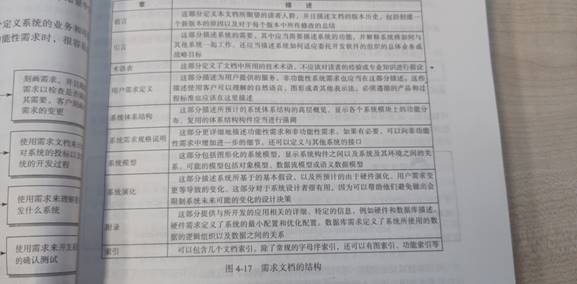 章
描述
前言
这部分定义本文档所期望的读者人群，并且描述文档的版本历史，包括创建一
个新版本的原因以及对于每个版本中所有修改的总结
引言
这部分描述系统的需要，其中应当简要描述系统的功能，并解释系统将如何与
其他系统一起工作。还应当描述系统如何适应委托开发软件的组织的总体业务或
战略目标
术语表
这部分定义了文档中所用的技术术语。不应该对读者的经验或专业知识进行假设
用户需求定义
这部分描述为用户提供的服务。非功能性系统需求也应当在这部分描述。这些
描述使用客户可以理解的自然语言、图形或者其他表示法。必须遵循的产品和过
程标准也应该在这里描述
系统体系结构
这部分描述所预计的系统体系结构的高层概览，显示各个系统模块上的功能分
布。复用的体系结构构件应当进行强调
系统需求规格说明
这部分更详细地描述功能性需求和非功能性需求。如果有必要，可以向非功能
性需求中增加进一步的细节，还可以定义与其他系统的接口
系统模型
这部分包括图形化的系统模型，显示系统构件之间以及系统及其环境之间的关
系。可能的模型包括对象模型、数据流模型或语义数据模型
系统演化
这部分描述系统所基于的基本假设，以及所预计的由于硬件演化、用户需求变
更等导致的变化。这部分对于系统设计者很有用，因为可以帮助他们避免做出会
限制系统未来可能的变化的设计决策
附录
这部分提供与所开发的应用相关的详细、特定的信息，例如硬件和数据库描述。
硬件需求定义了系统的最小配置和优化配置。数据库需求定义了系统所使用的数
据的逻辑组织以及数据之间的关系
索引
可以包含几个文档索引。除了常规的字母序索引，还可以有图索引、功能索引等
图 4-17 需求文档的结构
定义系统的业务和
能性需求时，很容
需求以检查是否
其需要。客户
需求的变更
使用需求文档来
对系统的投标以
的开发过程
使用需求来理解
发什么系统
使用需求来开发
的确认测试